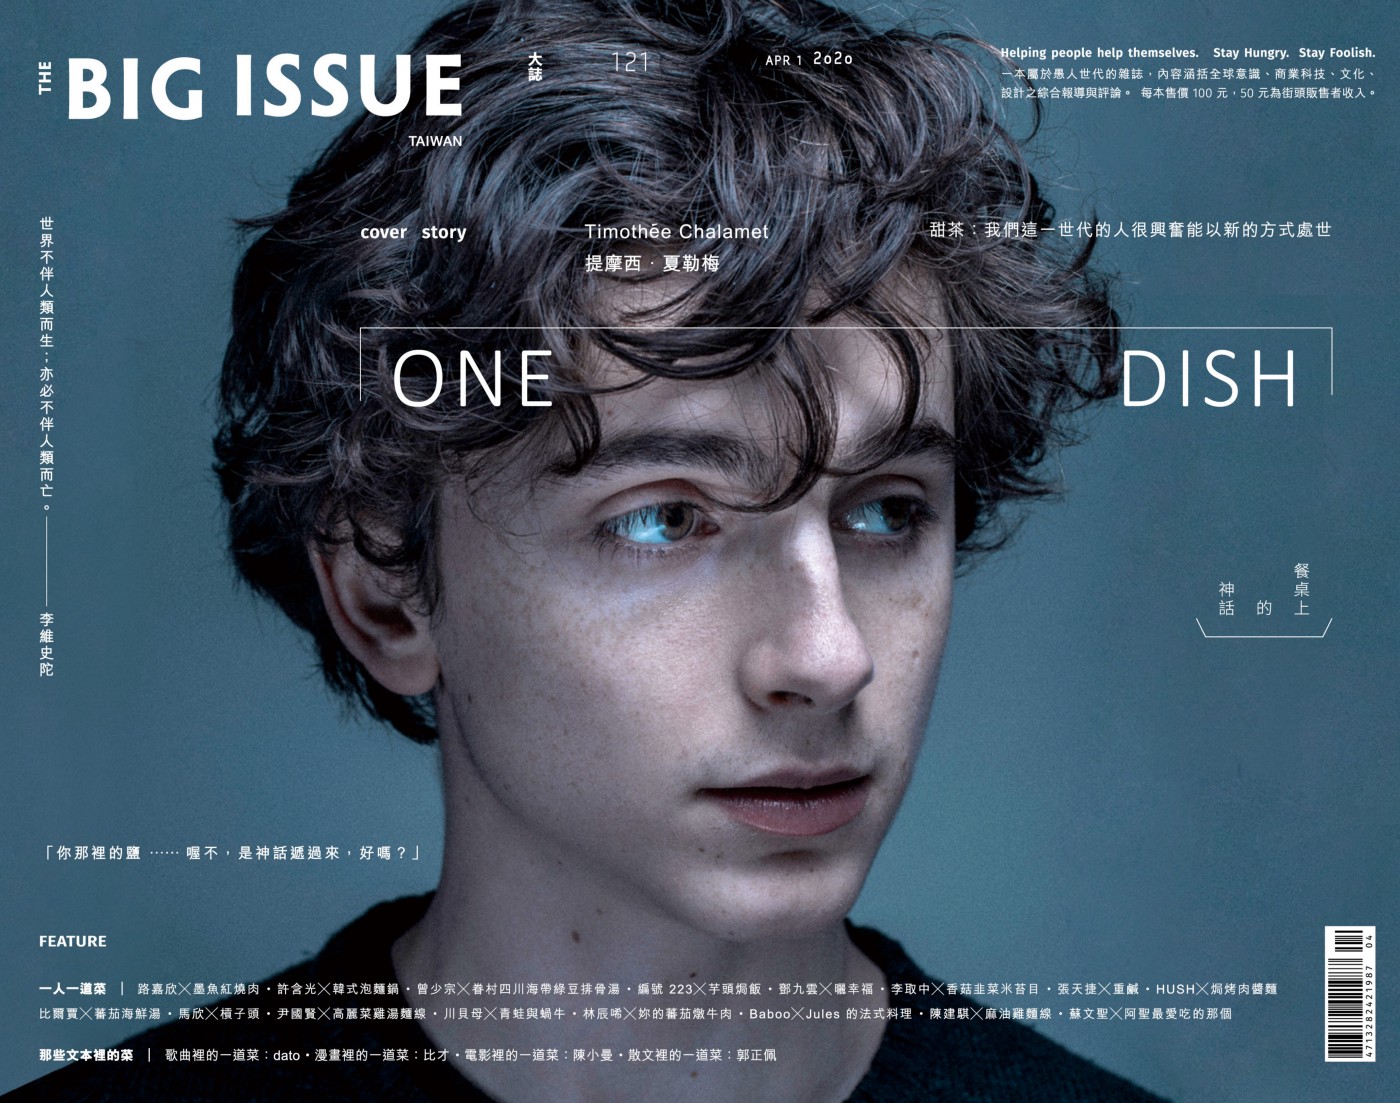 THE BIG ISSUE
TAIWAN
大誌
121
APR 1 2020
Helping people help themselves. Stay Hungry. Stay Foolish.
一本屬於愚人世代的雜誌，內容涵括全球意識、商業科技、文化、
設計之綜合報導與評論。 每本售價 100 元，50 元為街頭販售者收入。
世界不伴人類而生；亦必不伴人類而亡。——李維史陀
cover story
Timothée Chalamet
提摩西．夏勒梅
甜茶：我們這一世代的人很興奮能以新的方式處世
ONE DISH
餐桌上
的
神話
「你那裡的鹽 …… 喔不，是神話遞過來，好嗎？」
FEATURE
一人一道菜 ｜ 路嘉欣╳墨魚紅燒肉・許含光╳韓式泡麵鍋・曾少宗╳眷村四川海帶綠豆排骨湯・編號 223╳芋頭焗飯・鄧九雲╳曬幸福・李取中╳香菇韭菜米苔目・張天捷╳重鹹・HUSH╳焗烤肉醬麵
比爾賈╳蕃茄海鮮湯・馬欣╳槓子頭・尹國賢╳高麗菜雞湯麵線・川貝母╳青蛙與蝸牛・林辰唏╳妳的蕃茄燉牛肉・Baboo╳Jules 的法式料理・陳建騏╳麻油雞麵線・蘇文聖╳阿聖最愛吃的那個
那些文本裡的菜 ｜ 歌曲裡的一道菜：dato・漫畫裡的一道菜：比才・電影裡的一道菜：陳小曼・散文裡的一道菜：郭正佩
4713282421987
04